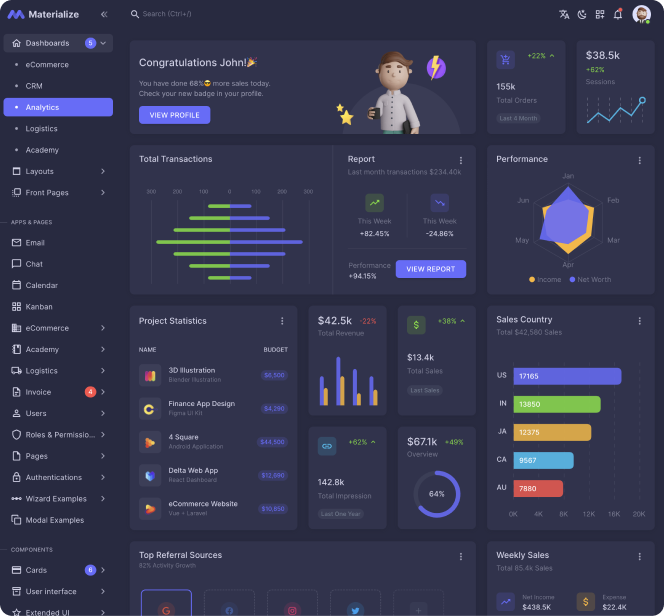 Materialize
Search (Ctrl+/)
Dashboards
5
eCommerce
CRM
Analytics
Logistics
Academy
Layouts
Front Pages
APPS & PAGES
Email
Chat
Calendar
Kanban
eCommerce
Academy
Logistics
Invoice
4
Users
Roles & Permissio...
Pages
Authentications
Wizard Examples
Modal Examples
COMPONENTS
Cards
6
User interface
Extended UI
Congratulations John!🎉
You have done 68%😎 more sales today.
Check your new badge in your profile.
VIEW PROFILE
+22%
155k
Total Orders
Last 4 Month
$38.5k
+62%
Sessions
Total Transactions
300
200
100
0
100
200
300
Report
Last month transactions $234.40k
This Week
+82.45%
This Week
-24.86%
Performance
+94.15%
VIEW REPORT
Performance
Jan
Feb
Mar
Apr
May
Jun
Income
Net Worth
Project Statistics
NAME
BUDGET
3D Illustration
Blender Illustration
$6,500
Finance App Design
Figma UI Kit
$4,290
4 Square
Android Application
$44,500
Delta Web App
React Dashboard
$12,690
eCommerce Website
Vue + Laravel
$10,850
$42.5k
-22%
Total Revenue
+38%
$13.4k
Total Sales
Last Sales
+62%
142.8k
Total Impression
Last One Year
$67.1k
+49%
Overview
64%
Sales Country
Total $42,580 Sales
US
17165
IN
13850
JA
12375
CA
9567
AU
7880
0K
4K
8K
12K
16K
20K
Top Referral Sources
82% Activity Growth
Weekly Sales
Total 85.4k Sales
Net Income
$438.5K
Expense
$22.4K